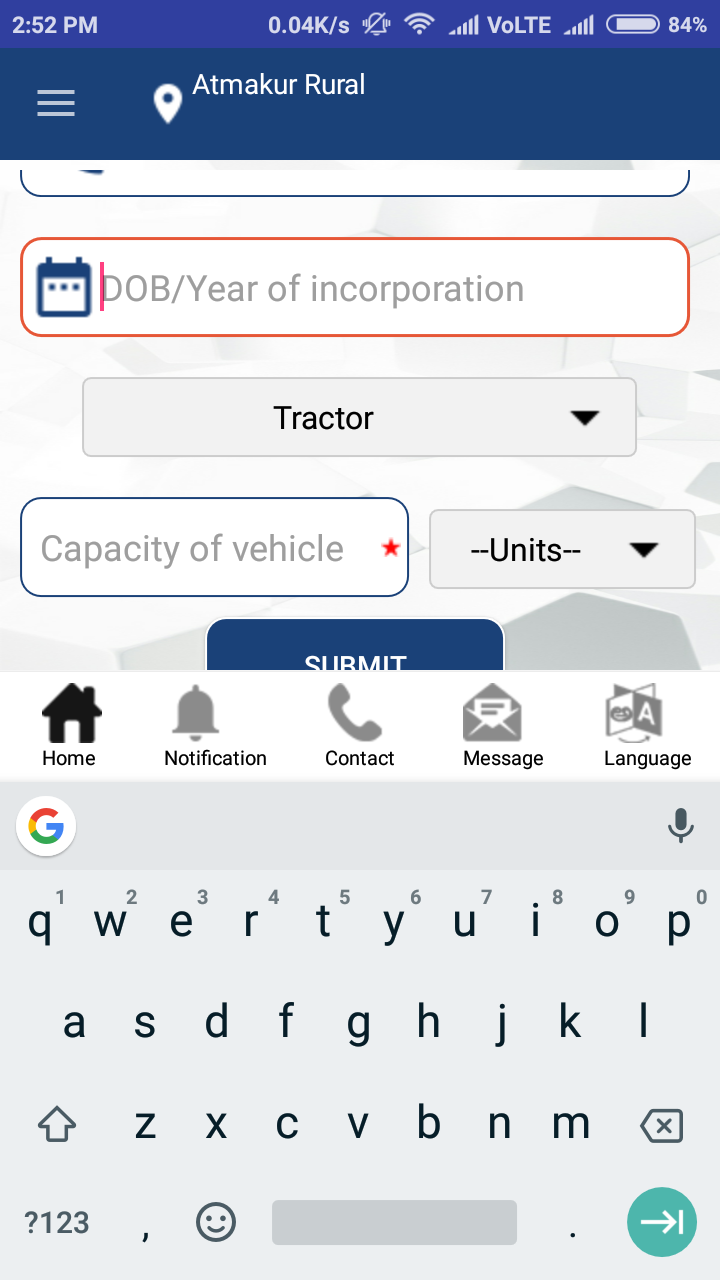 2:52 PM 0.04K/s VoLTE 84%
Atmakur Rural
DOB/Year of incorporation
Tractor
Capacity of vehicle --Units--
SUBMIT
Home Notification Contact Message Language
A
G
q1 w2 e3 r4 t5 y6 u7 i8 o9 p0
a s d f g h j k l
z x c v b n m
?123 , .